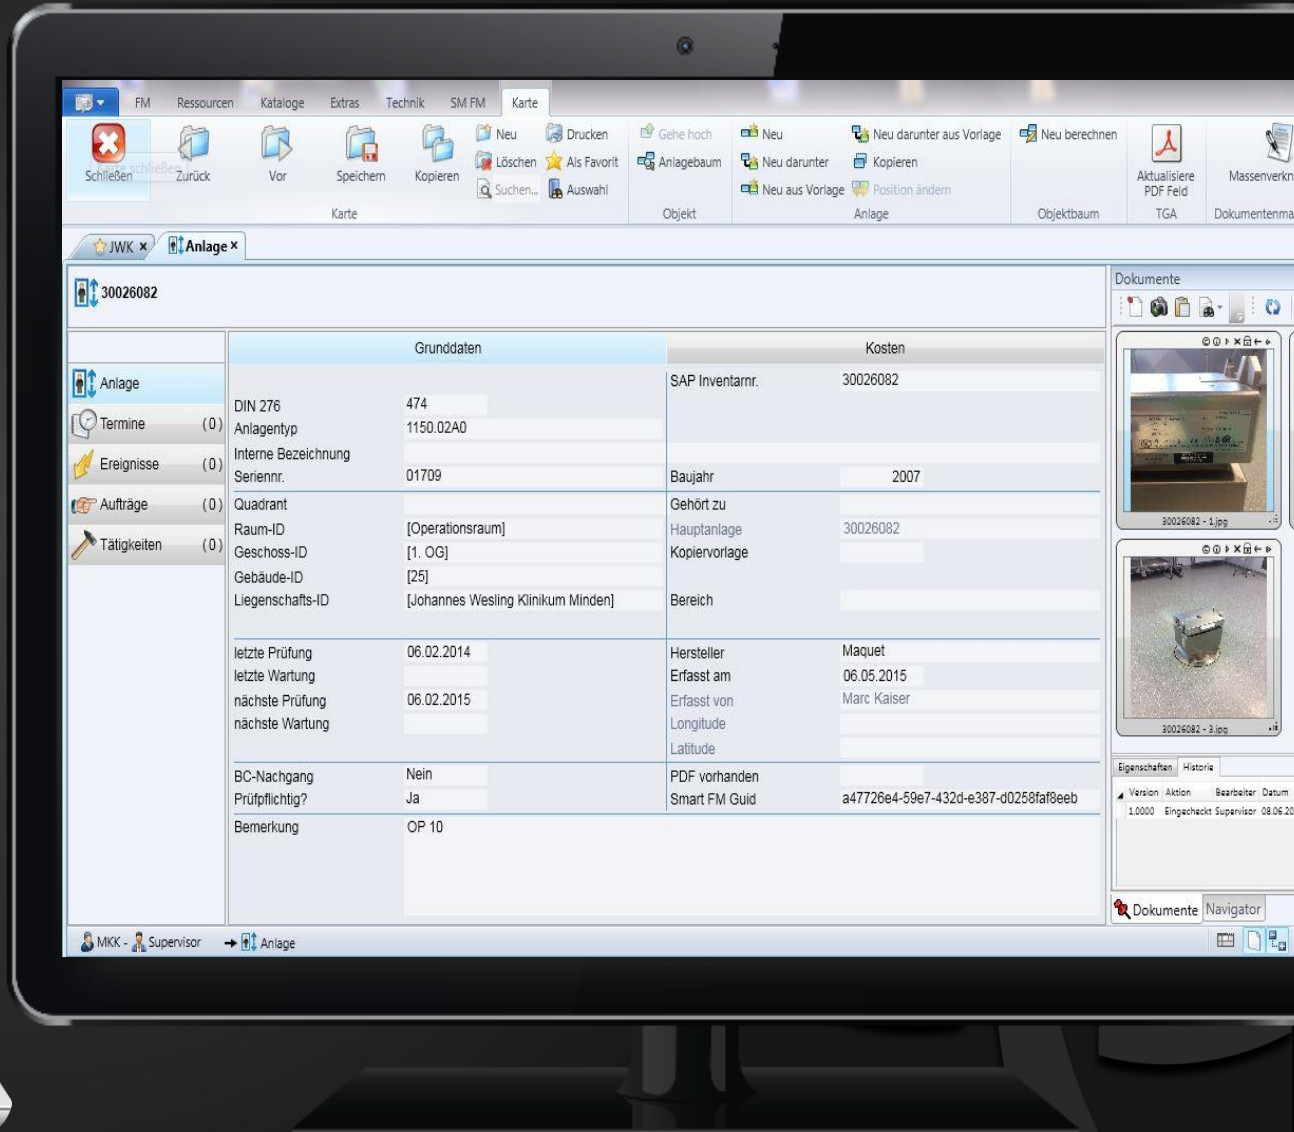 FM Ressourcen Kataloge Extras Technik SM FM Karte
Schließen Zurück Vor Speichern Kopieren
Karte schließen
Neu Drucken
Löschen Als Favorit
Suchen... Auswahl
Karte
Gehe hoch
Anlagebaum
Objekt
Neu Neu darunter aus Vorlage
Neu darunter Kopieren
Neu aus Vorlage Position ändern
Anlage
Neu berechnen
Objektbaum
Aktualisiere
PDF Feld
TGA
Massenverkn
Dokumentenma
JWK × Anlage ×
30026082
Anlage
Termine (0)
Ereignisse (0)
Aufträge (0)
Tätigkeiten (0)
Grunddaten Kosten
SAP Inventarnr. 30026082
DIN 276 474
Anlagentyp 1150.02A0
Interne Bezeichnung
Seriennr. 01709 Baujahr 2007
Quadrant Gehört zu
Raum-ID [Operationsraum] Hauptanlage 30026082
Geschoss-ID [1. OG] Kopiervorlage
Gebäude-ID [25]
Liegenschafts-ID [Johannes Wesling Klinikum Minden] Bereich
letzte Prüfung 06.02.2014 Hersteller Maquet
letzte Wartung Erfasst am 06.05.2015
nächste Prüfung 06.02.2015 Erfasst von Marc Kaiser
nächste Wartung Longitude
Latitude
BC-Nachgang Nein PDF vorhanden
Prüfpflichtig? Ja Smart FM Guid a47726e4-59e7-432d-e387-d0258faf8eeb
Bemerkung OP 10
Dokumente
30026082 - 1.jpg
30026082 - 3.jpg
Eigenschaften Historie
Version Aktion Bearbeiter Datum
1.0000 Eingecheckt Supervisor 08.06.20
Dokumente Navigator
MKK - Supervisor Anlage